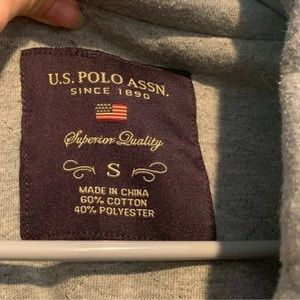 U.S. POLO ASSN.
SINCE 1890
Superior Quality
S
MADE IN CHINA
60% COTTON
40% POLYESTER